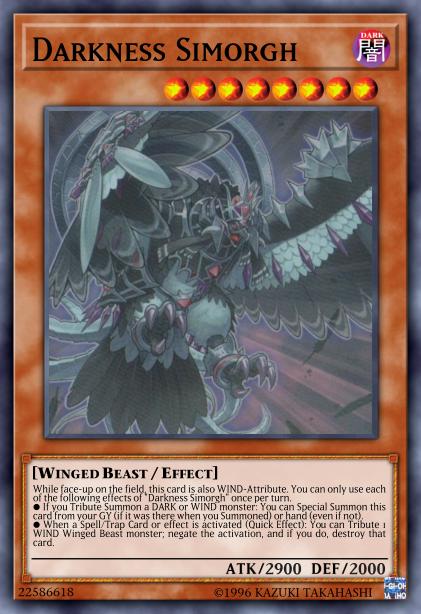 DARKNESS SIMORGH
DARK
闇
[WINGED BEAST / EFFECT]
While face-up on the field, this card is also WIND-Attribute. You can only use each
of the following effects of "Darkness Simorgh" once per turn.
● If you Tribute Summon a DARK or WIND monster: You can Special Summon
this card from your GY (if it was there when you Summoned) or hand (even if not).
● When a Spell/Trap Card or effect is activated (Quick Effect): You can Tribute 1
WIND Winged Beast monster; negate the activation, and if you do, destroy that
card.
ATK/2900 DEF/2000
22586618
©1996 KAZUKI TAKAHASHI